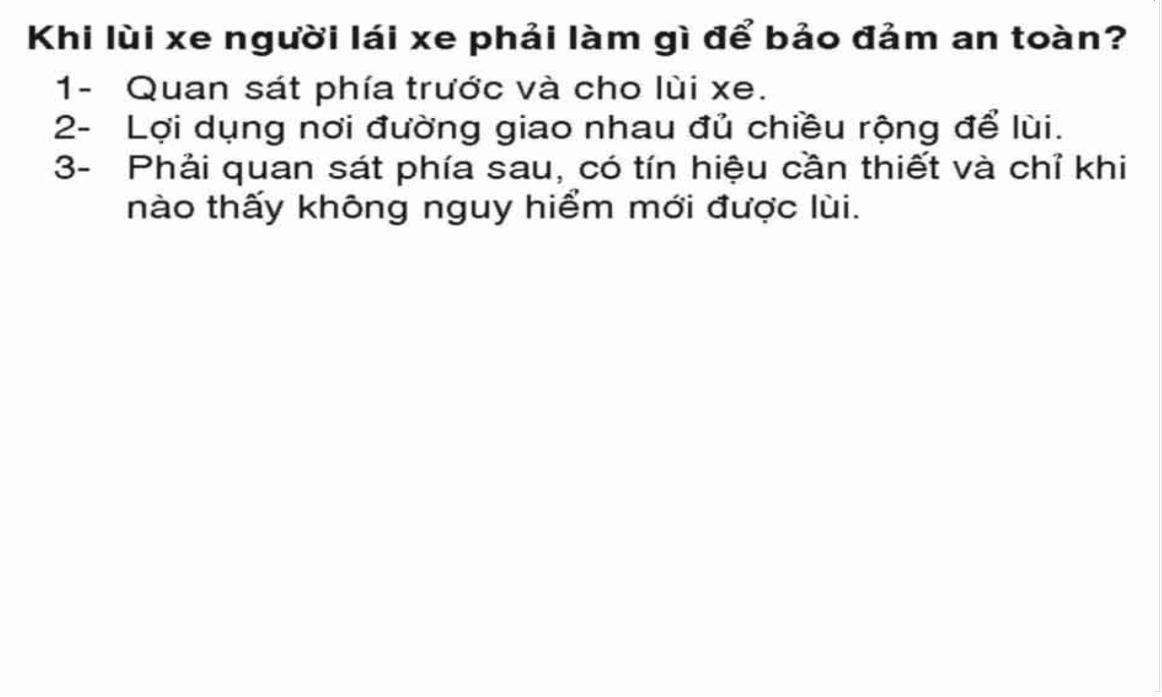 Khi lùi xe người lái xe phải làm gì để bảo đảm an toàn?
1- Quan sát phía trước và cho lùi xe.
2- Lợi dụng nơi đường giao nhau đủ chiều rộng để lùi.
3- Phải quan sát phía sau, có tín hiệu cần thiết và chỉ khi
nào thấy không nguy hiểm mới được lùi.